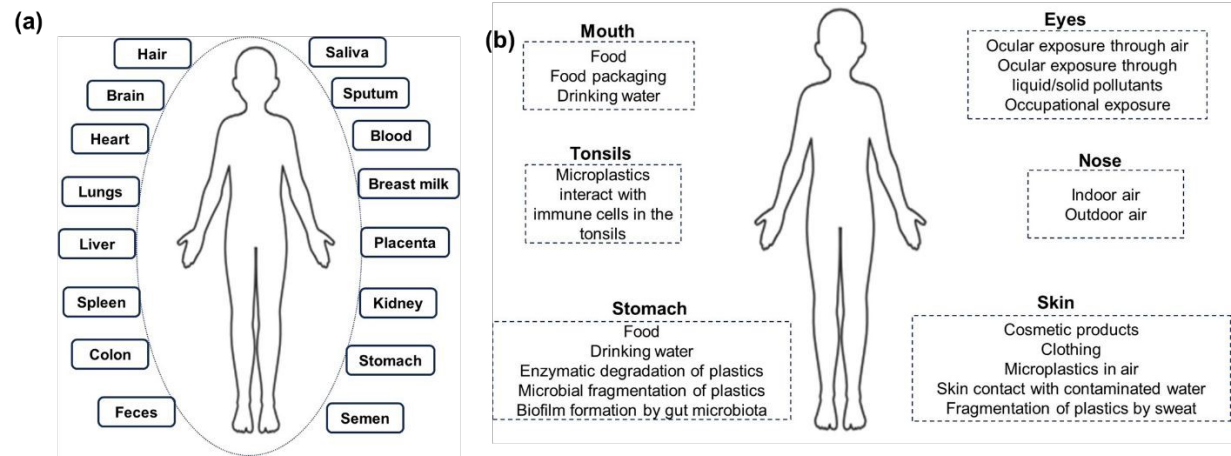 (a)
Hair
Brain
Heart
Lungs
Liver
Spleen
Colon
Feces
Saliva
Sputum
Blood
Breast milk
Placenta
Kidney
Stomach
Semen
(b)
Mouth
Food
Food packaging
Drinking water
Tonsils
Microplastics
interact with
immune cells in the
tonsils
Stomach
Food
Drinking water
Enzymatic degradation of plastics
Microbial fragmentation of plastics
Biofilm formation by gut microbiota
Eyes
Ocular exposure through air
Ocular exposure through
liquid/solid pollutants
Occupational exposure
Nose
Indoor air
Outdoor air
Skin
Cosmetic products
Clothing
Microplastics in air
Skin contact with contaminated water
Fragmentation of plastics by sweat